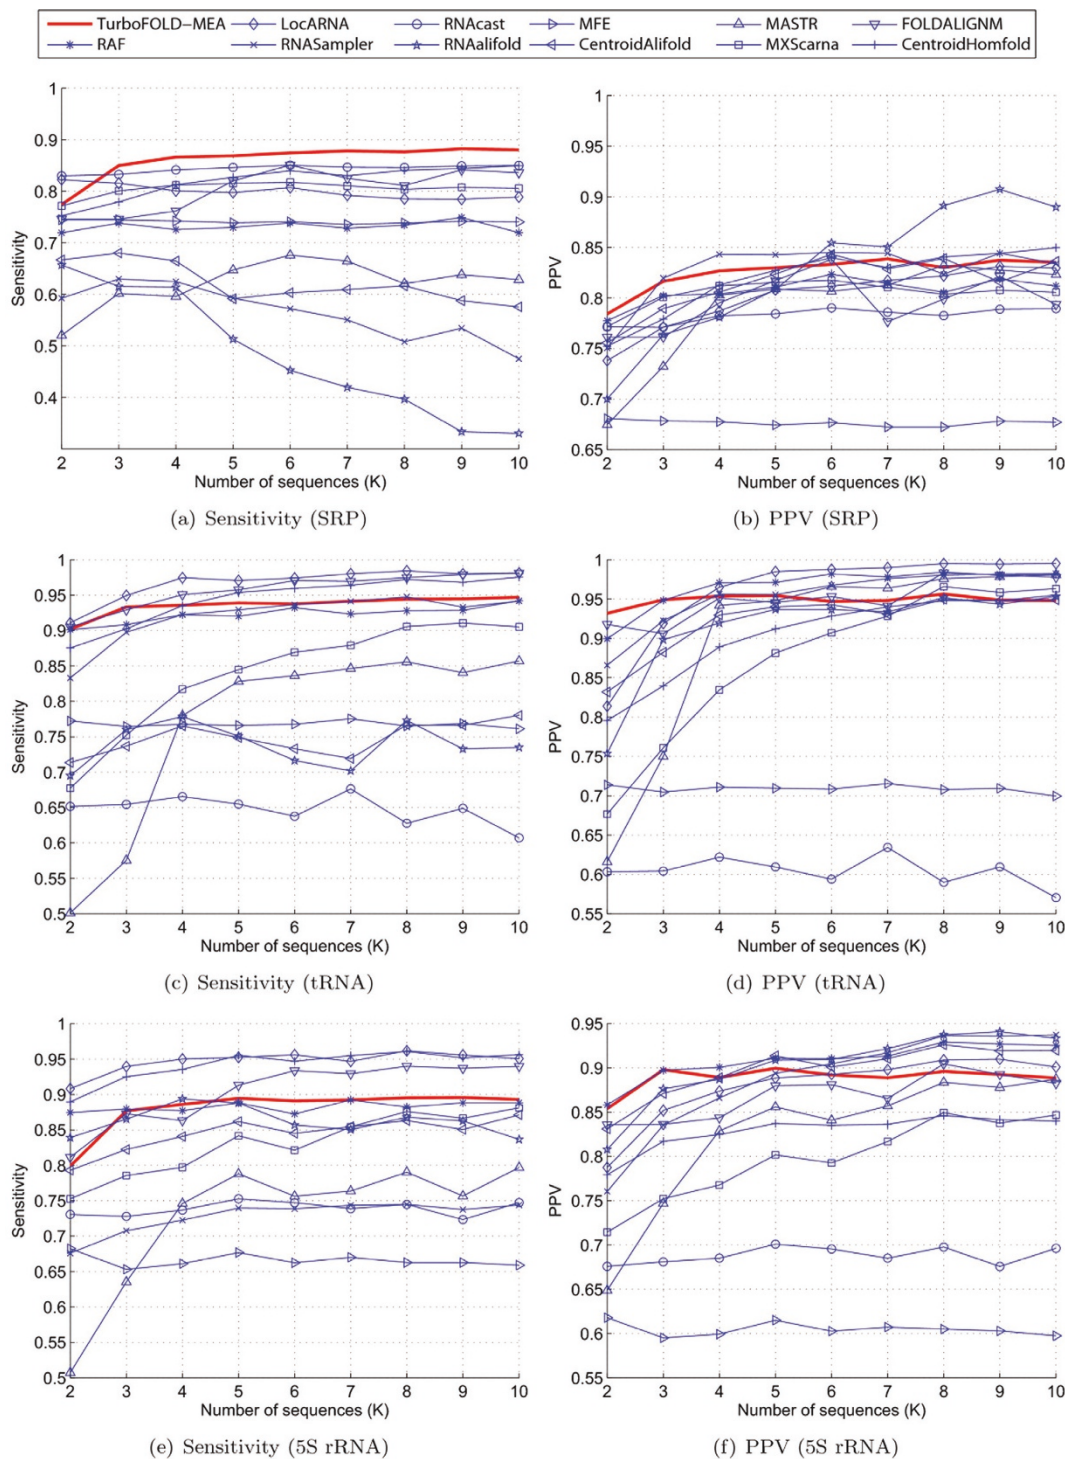 TurboFOLD-MEA LocARNA RNAcast MFE MASTR FOLDALIGNM
RAF RNASampler RNAalifold CentroidAlifold MXScarna CentroidHomfold
1
0.9
0.8
0.7
0.6
0.5
0.4
Sensitivity
2 3 4 5 6 7 8 9 10
Number of sequences (K)
(a) Sensitivity (SRP)
1
0.95
0.9
0.85
0.8
0.75
0.7
0.65
PPV
2 3 4 5 6 7 8 9 10
Number of sequences (K)
(b) PPV (SRP)
1
0.95
0.9
0.85
0.8
0.75
0.7
0.65
0.6
0.55
0.5
Sensitivity
2 3 4 5 6 7 8 9 10
Number of sequences (K)
(c) Sensitivity (tRNA)
1
0.95
0.9
0.85
0.8
0.75
0.7
0.65
0.6
0.55
PPV
2 3 4 5 6 7 8 9 10
Number of sequences (K)
(d) PPV (tRNA)
1
0.95
0.9
0.85
0.8
0.75
0.7
0.65
0.6
0.55
0.5
Sensitivity
2 3 4 5 6 7 8 9 10
Number of sequences (K)
(e) Sensitivity (5S rRNA)
0.95
0.9
0.85
0.8
0.75
0.7
0.65
0.6
0.55
PPV
2 3 4 5 6 7 8 9 10
Number of sequences (K)
(f) PPV (5S rRNA)